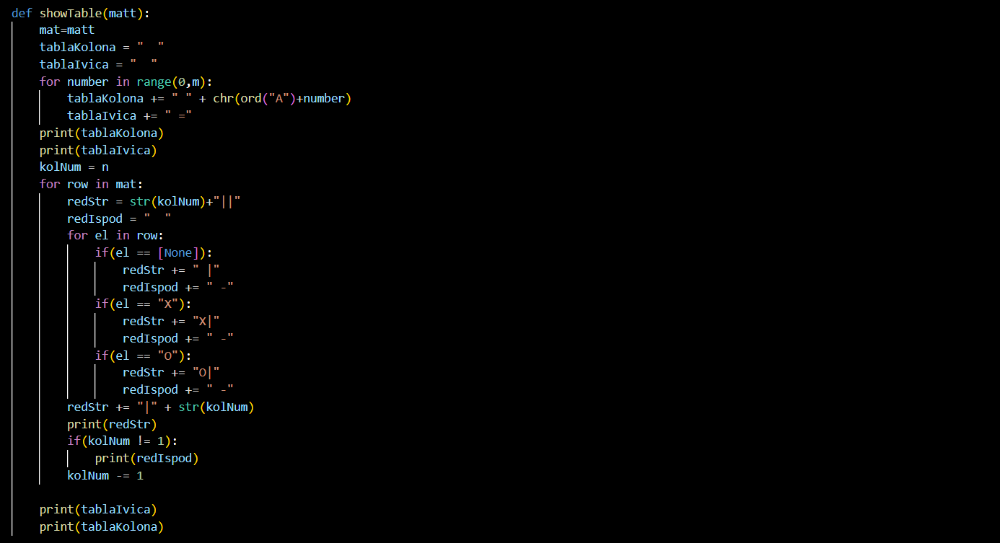 def showTable(matt):
    mat=matt
    tablaKolona = "  "
    tablaIvica = "  "
    for number in range(0,m):
        tablaKolona += " " + chr(ord("A")+number)
        tablaIvica += " ="
    print(tablaKolona)
    print(tablaIvica)
    kolNum = n
    for row in mat:
        redStr = str(kolNum)+"||"
        redIspod = "  "
        for el in row:
            if(el == [None]):
                redStr += " |"
                redIspod += " -"
            if(el == "X"):
                redStr += "X|"
                redIspod += " -"
            if(el == "O"):
                redStr += "O|"
                redIspod += " -"
        redStr += "|" + str(kolNum)
        print(redStr)
        if(kolNum != 1):
            print(redIspod)
        kolNum -= 1

    print(tablaIvica)
    print(tablaKolona)